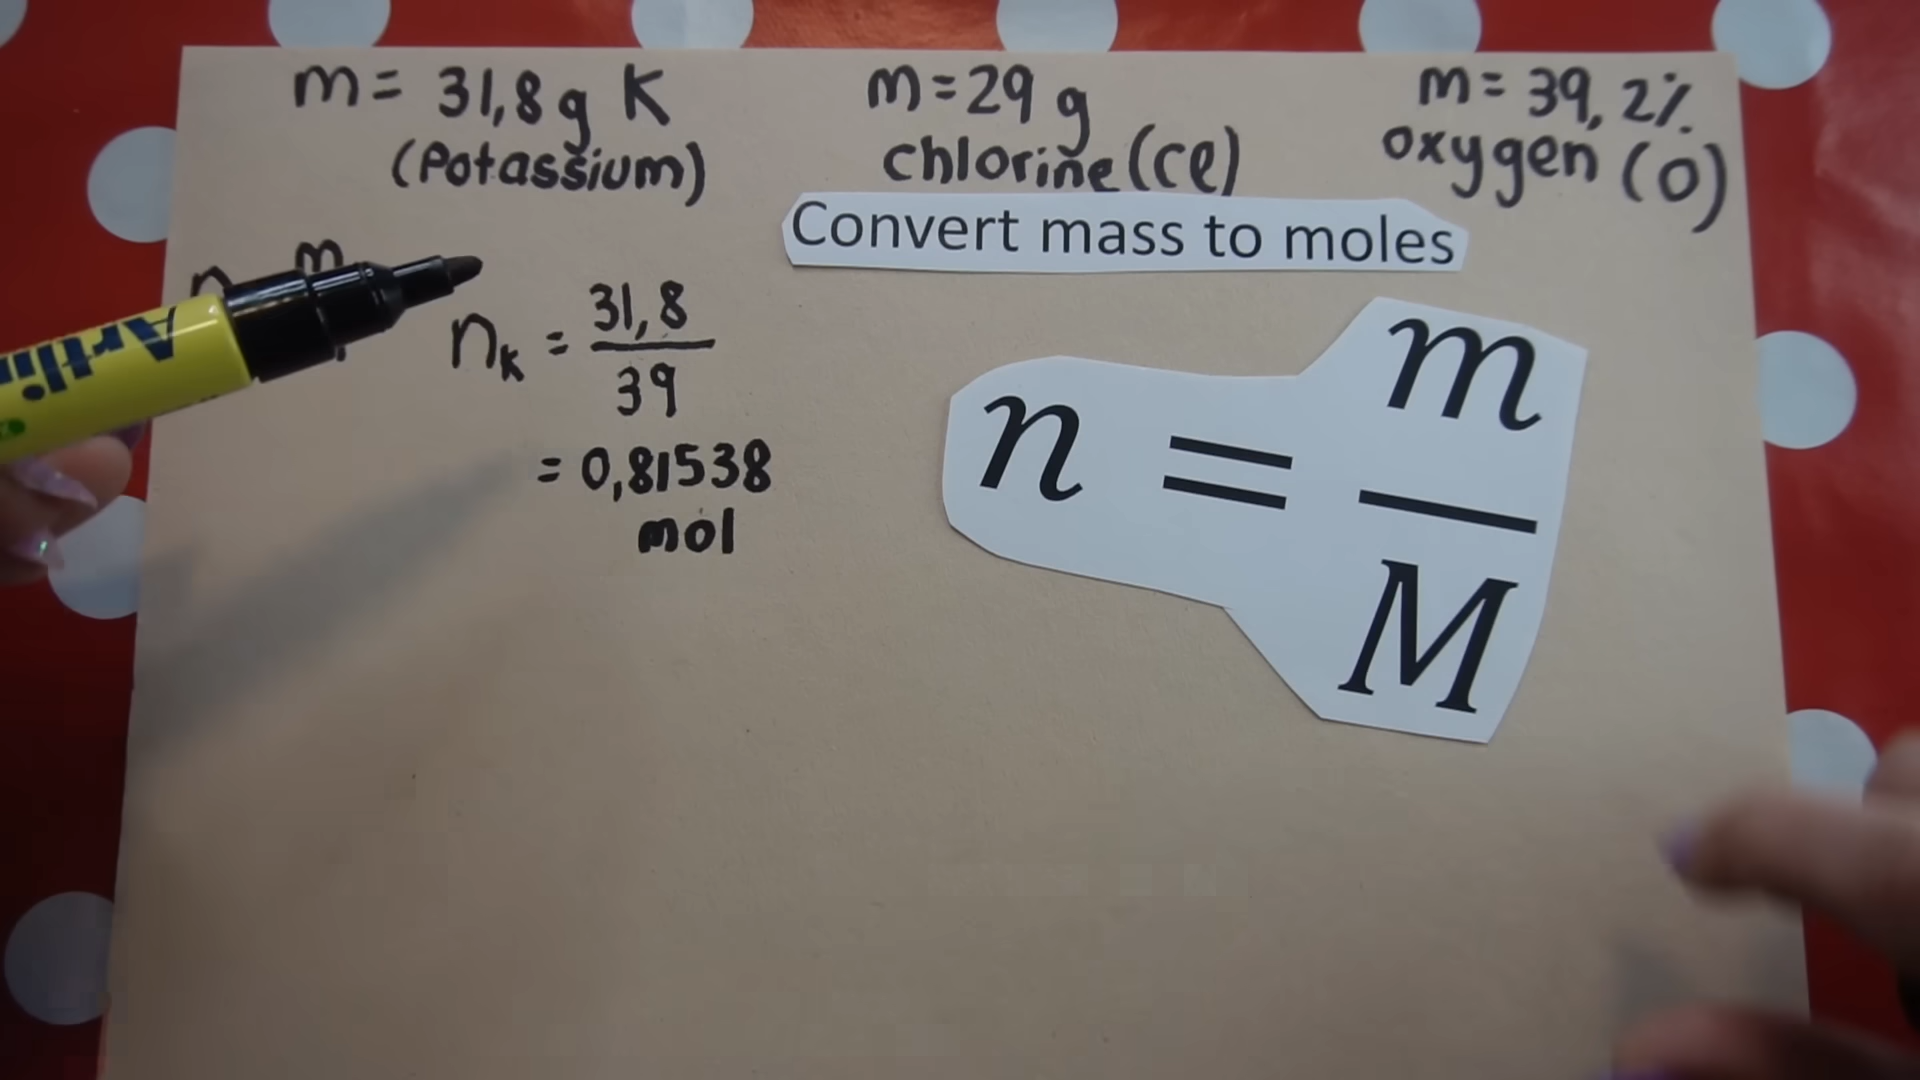 m = 31,8 g K
(Potassium)
m = 29 g
chlorine (Cl)
m = 39,2%
oxygen (O)
Convert mass to moles
n m
n_K = 31,8
39
= 0,81538
mol
n = m
M